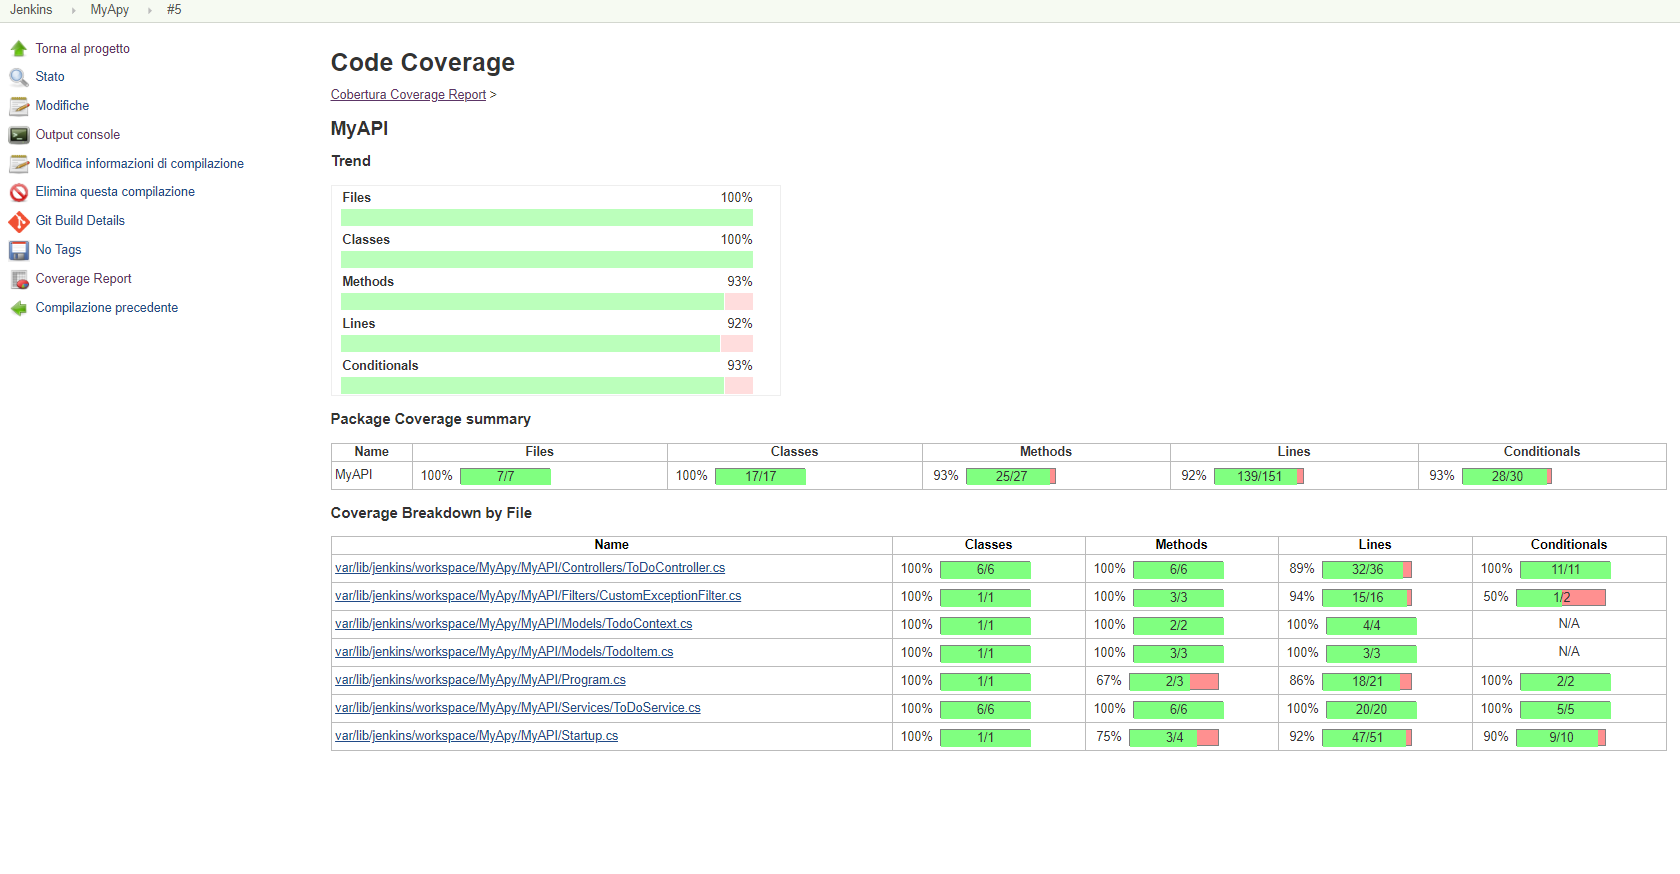 Jenkins MyApy #5
Torna al progetto
Stato
Modifiche
Output console
Modifica informazioni di compilazione
Elimina questa compilazione
Git Build Details
No Tags
Coverage Report
Compilazione precedente
Code Coverage
Cobertura Coverage Report >
MyAPI
Trend
Files 100%
Classes 100%
Methods 93%
Lines 92%
Conditionals 93%
Package Coverage summary
Name Files Classes Methods Lines Conditionals
MyAPI 100% 7/7 100% 17/17 93% 25/27 92% 139/151 93% 28/30
Coverage Breakdown by File
Name Classes Methods Lines Conditionals
var/lib/jenkins/workspace/MyApy/MyAPI/Controllers/ToDoController.cs 100% 6/6 100% 6/6 89% 32/36 100% 11/11
var/lib/jenkins/workspace/MyApy/MyAPI/Filters/CustomExceptionFilter.cs 100% 1/1 100% 3/3 94% 15/16 50% 1/2
var/lib/jenkins/workspace/MyApy/MyAPI/Models/TodoContext.cs 100% 1/1 100% 2/2 100% 4/4 N/A
var/lib/jenkins/workspace/MyApy/MyAPI/Models/TodoItem.cs 100% 1/1 100% 3/3 100% 3/3 N/A
var/lib/jenkins/workspace/MyApy/MyAPI/Program.cs 100% 1/1 67% 2/3 86% 18/21 100% 2/2
var/lib/jenkins/workspace/MyApy/MyAPI/Services/ToDoService.cs 100% 6/6 100% 6/6 100% 20/20 100% 5/5
var/lib/jenkins/workspace/MyApy/MyAPI/Startup.cs 100% 1/1 75% 3/4 92% 47/51 90% 9/10